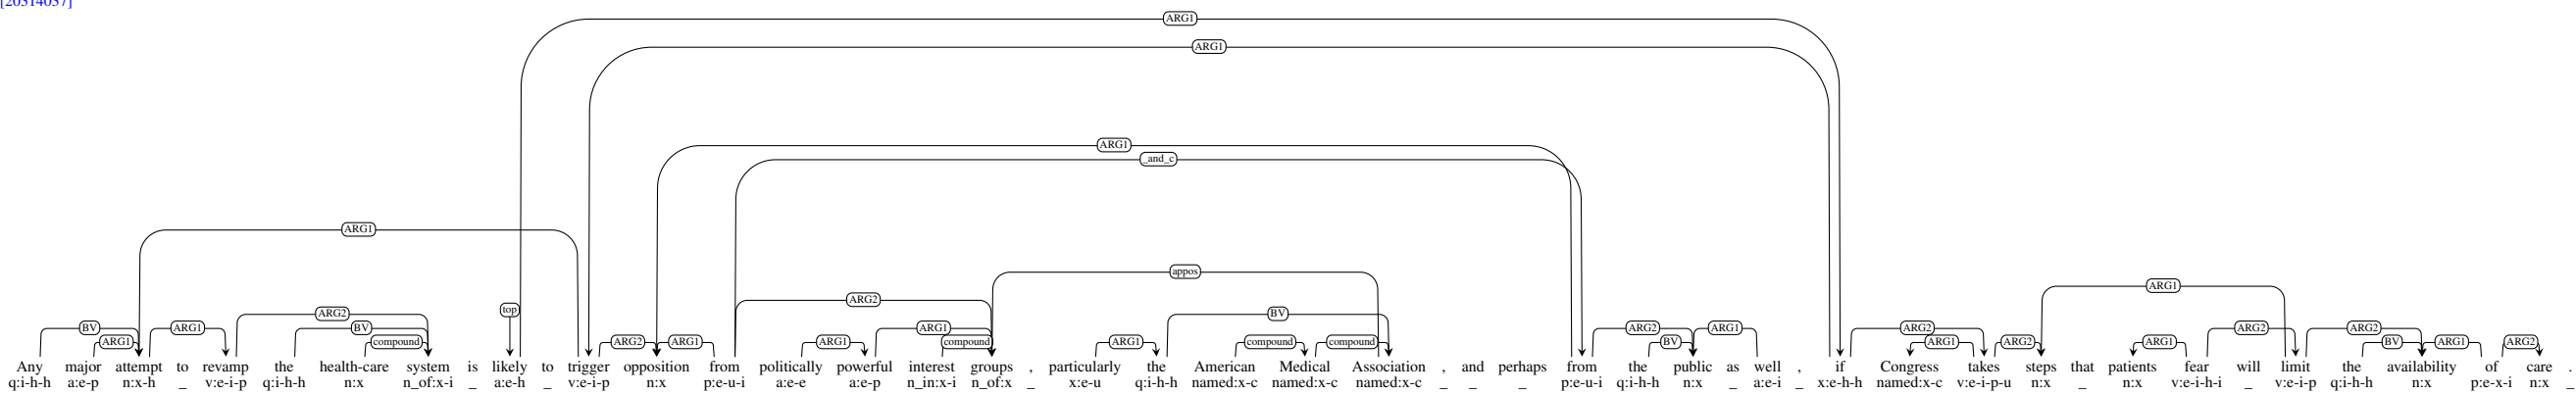 [20314037]
ARG1
ARG1
ARG1
_and_c
ARG1
appos
ARG2 ARG1
top ARG2 BV
BV ARG1 BV ARG1 ARG2 ARG1 ARG2 ARG2 ARG2
ARG1 compound ARG2 ARG1 ARG1 compound ARG1 compound compound BV ARG1 ARG2 ARG1 BV ARG1 ARG2
Any major attempt to revamp the health-care system is likely to trigger opposition from politically powerful interest groups , particularly the American Medical Association , and perhaps from the public as well , if Congress takes steps that patients fear will limit the availability of care .
q:i-h-h a:e-p n:x-h _ v:e-i-p q:i-h-h n:x n_of:x-i _ a:e-h _ v:e-i-p n:x p:e-u-i a:e-e a:e-p n_in:x-i n_of:x _ x:e-u q:i-h-h named:x-c named:x-c named:x-c _ _ _ p:e-u-i q:i-h-h n:x _ a:e-i _ x:e-h-h named:x-c v:e-i-p-u n:x _ n:x v:e-i-h-i _ v:e-i-p q:i-h-h n:x p:e-x-i n:x _